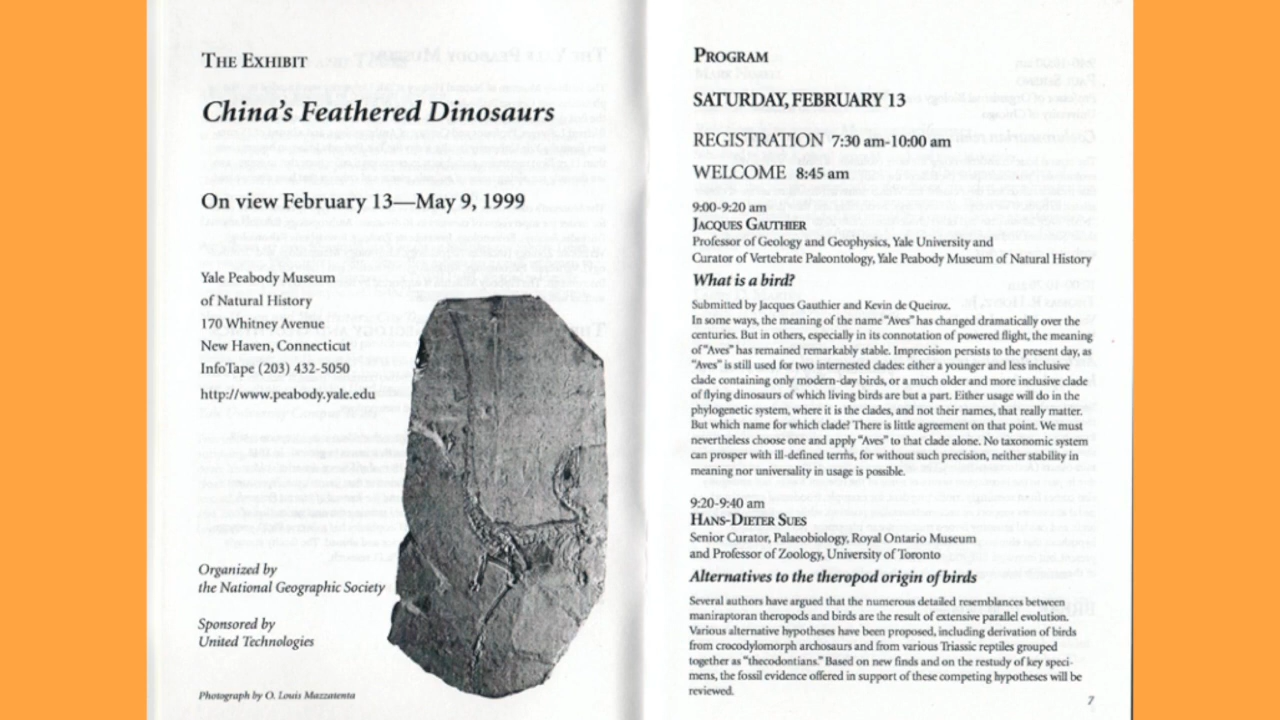 THE EXHIBIT
China's Feathered Dinosaurs
On view February 13—May 9, 1999
Yale Peabody Museum
of Natural History
170 Whitney Avenue
New Haven, Connecticut
InfoTape (203) 432-5050
http://www.peabody.yale.edu
Organized by
the National Geographic Society
Sponsored by
United Technologies
Photograph by O. Louis Mazzatenta
PROGRAM
SATURDAY, FEBRUARY 13
REGISTRATION 7:30 am-10:00 am
WELCOME 8:45 am
9:00-9:20 am
JACQUES GAUTHIER
Professor of Geology and Geophysics, Yale University and
Curator of Vertebrate Paleontology, Yale Peabody Museum of Natural History
What is a bird?
Submitted by Jacques Gauthier and Kevin de Queiroz.
In some ways, the meaning of the name "Aves" has changed dramatically over the
centuries. But in others, especially in its connotation of powered flight, the meaning
of "Aves" has remained remarkably stable. Imprecision persists to the present day, as
"Aves" is still used for two internested clades: either a younger and less inclusive
clade containing only modern-day birds, or a much older and more inclusive clade
of flying dinosaurs of which living birds are but a part. Either usage will do in the
phylogenetic system, where it is the clades, and not their names, that really matter.
But which name for which clade? There is little agreement on that point. We must
nevertheless choose one and apply "Aves" to that clade alone. No taxonomic system
can prosper with ill-defined terms, for without such precision, neither stability in
meaning nor universality in usage is possible.
9:20-9:40 am
HANS-DIETER SUES
Senior Curator, Palaeobiology, Royal Ontario Museum
and Professor of Zoology, University of Toronto
Alternatives to the theropod origin of birds
Several authors have argued that the numerous detailed resemblances between
maniraptoran theropods and birds are the result of extensive parallel evolution.
Various alternative hypotheses have been proposed, including derivation of birds
from crocodylomorph archosaurs and from various Triassic reptiles grouped
together as "thecodontians." Based on new finds and on the restudy of key speci-
mens, the fossil evidence offered in support of these competing hypotheses will be
reviewed.
7